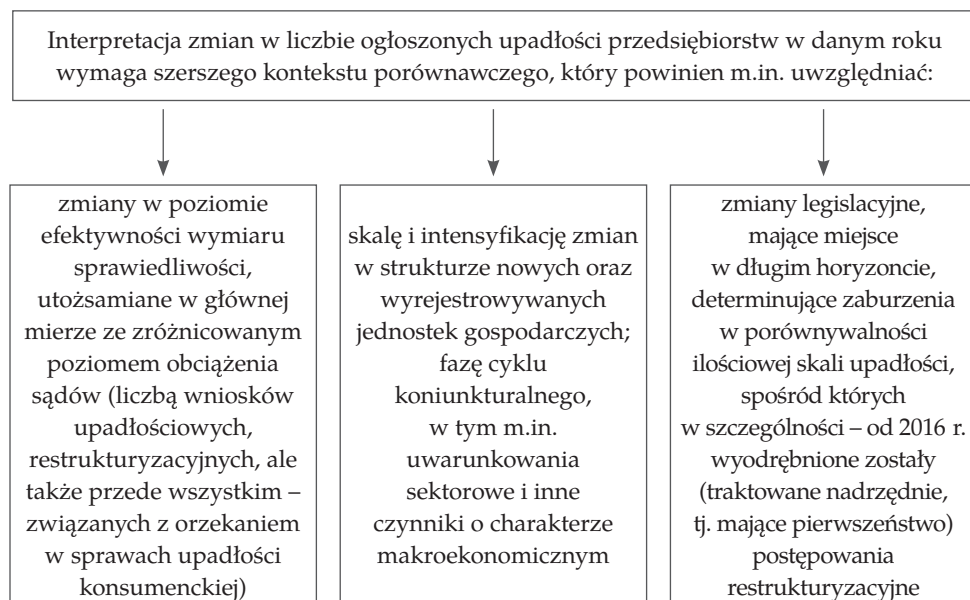 Interpretacja zmian w liczbie ogłoszonych upadłości przedsiębiorstw w danym roku
wymaga szerszego kontekstu porównawczego, który powinien m.in. uwzględniać:
zmiany w poziomie
efektywności wymiaru
sprawiedliwości,
utożsamiane w głównej
mierze ze zróżnicowanym
poziomem obciążenia
sądów (liczbą wniosków
upadłościowych,
restrukturyzacyjnych, ale
także przede wszystkim –
związanych z orzekaniem
w sprawach upadłości
konsumenckiej)
skalę i intensyfikację zmian
w strukturze nowych oraz
wyrejestrowywanych
jednostek gospodarczych;
fazę cyklu
koniunkturalnego,
w tym m.in.
uwarunkowania
sektorowe i inne
czynniki o charakterze
makroekonomicznym
zmiany legislacyjne,
mające miejsce
w długim horyzoncie,
determinujące zaburzenia
w porównywalności
ilościowej skali upadłości,
spośród których
w szczególności – od 2016 r.
wyodrębnione zostały
(traktowane nadrzędnie,
tj. mające pierwszeństwo)
postępowania
restrukturyzacyjne